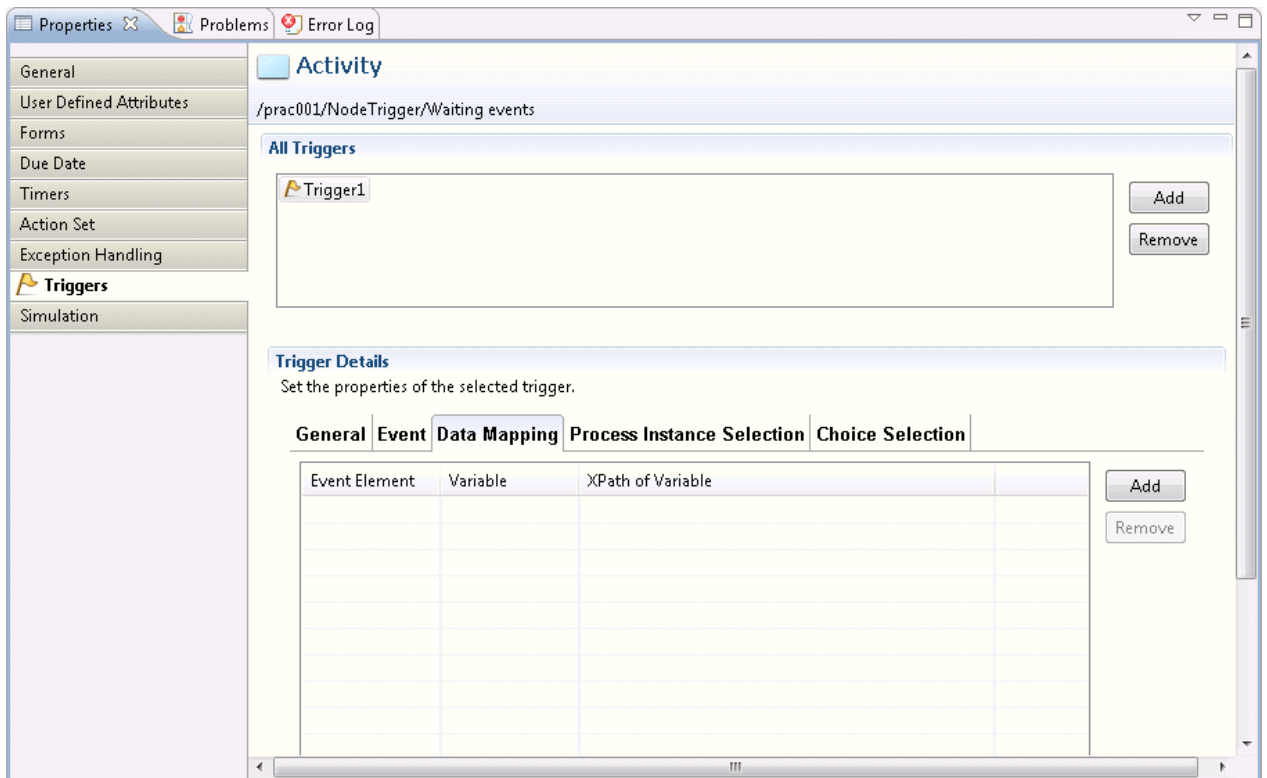 Properties Problems Error Log
General
User Defined Attributes
Forms
Due Date
Timers
Action Set
Exception Handling
Triggers
Simulation
Activity
/prac001/NodeTrigger/Waiting events
All Triggers
Trigger1
Add
Remove
Trigger Details
Set the properties of the selected trigger.
General Event Data Mapping Process Instance Selection Choice Selection
Event Element Variable XPath of Variable
Add
Remove